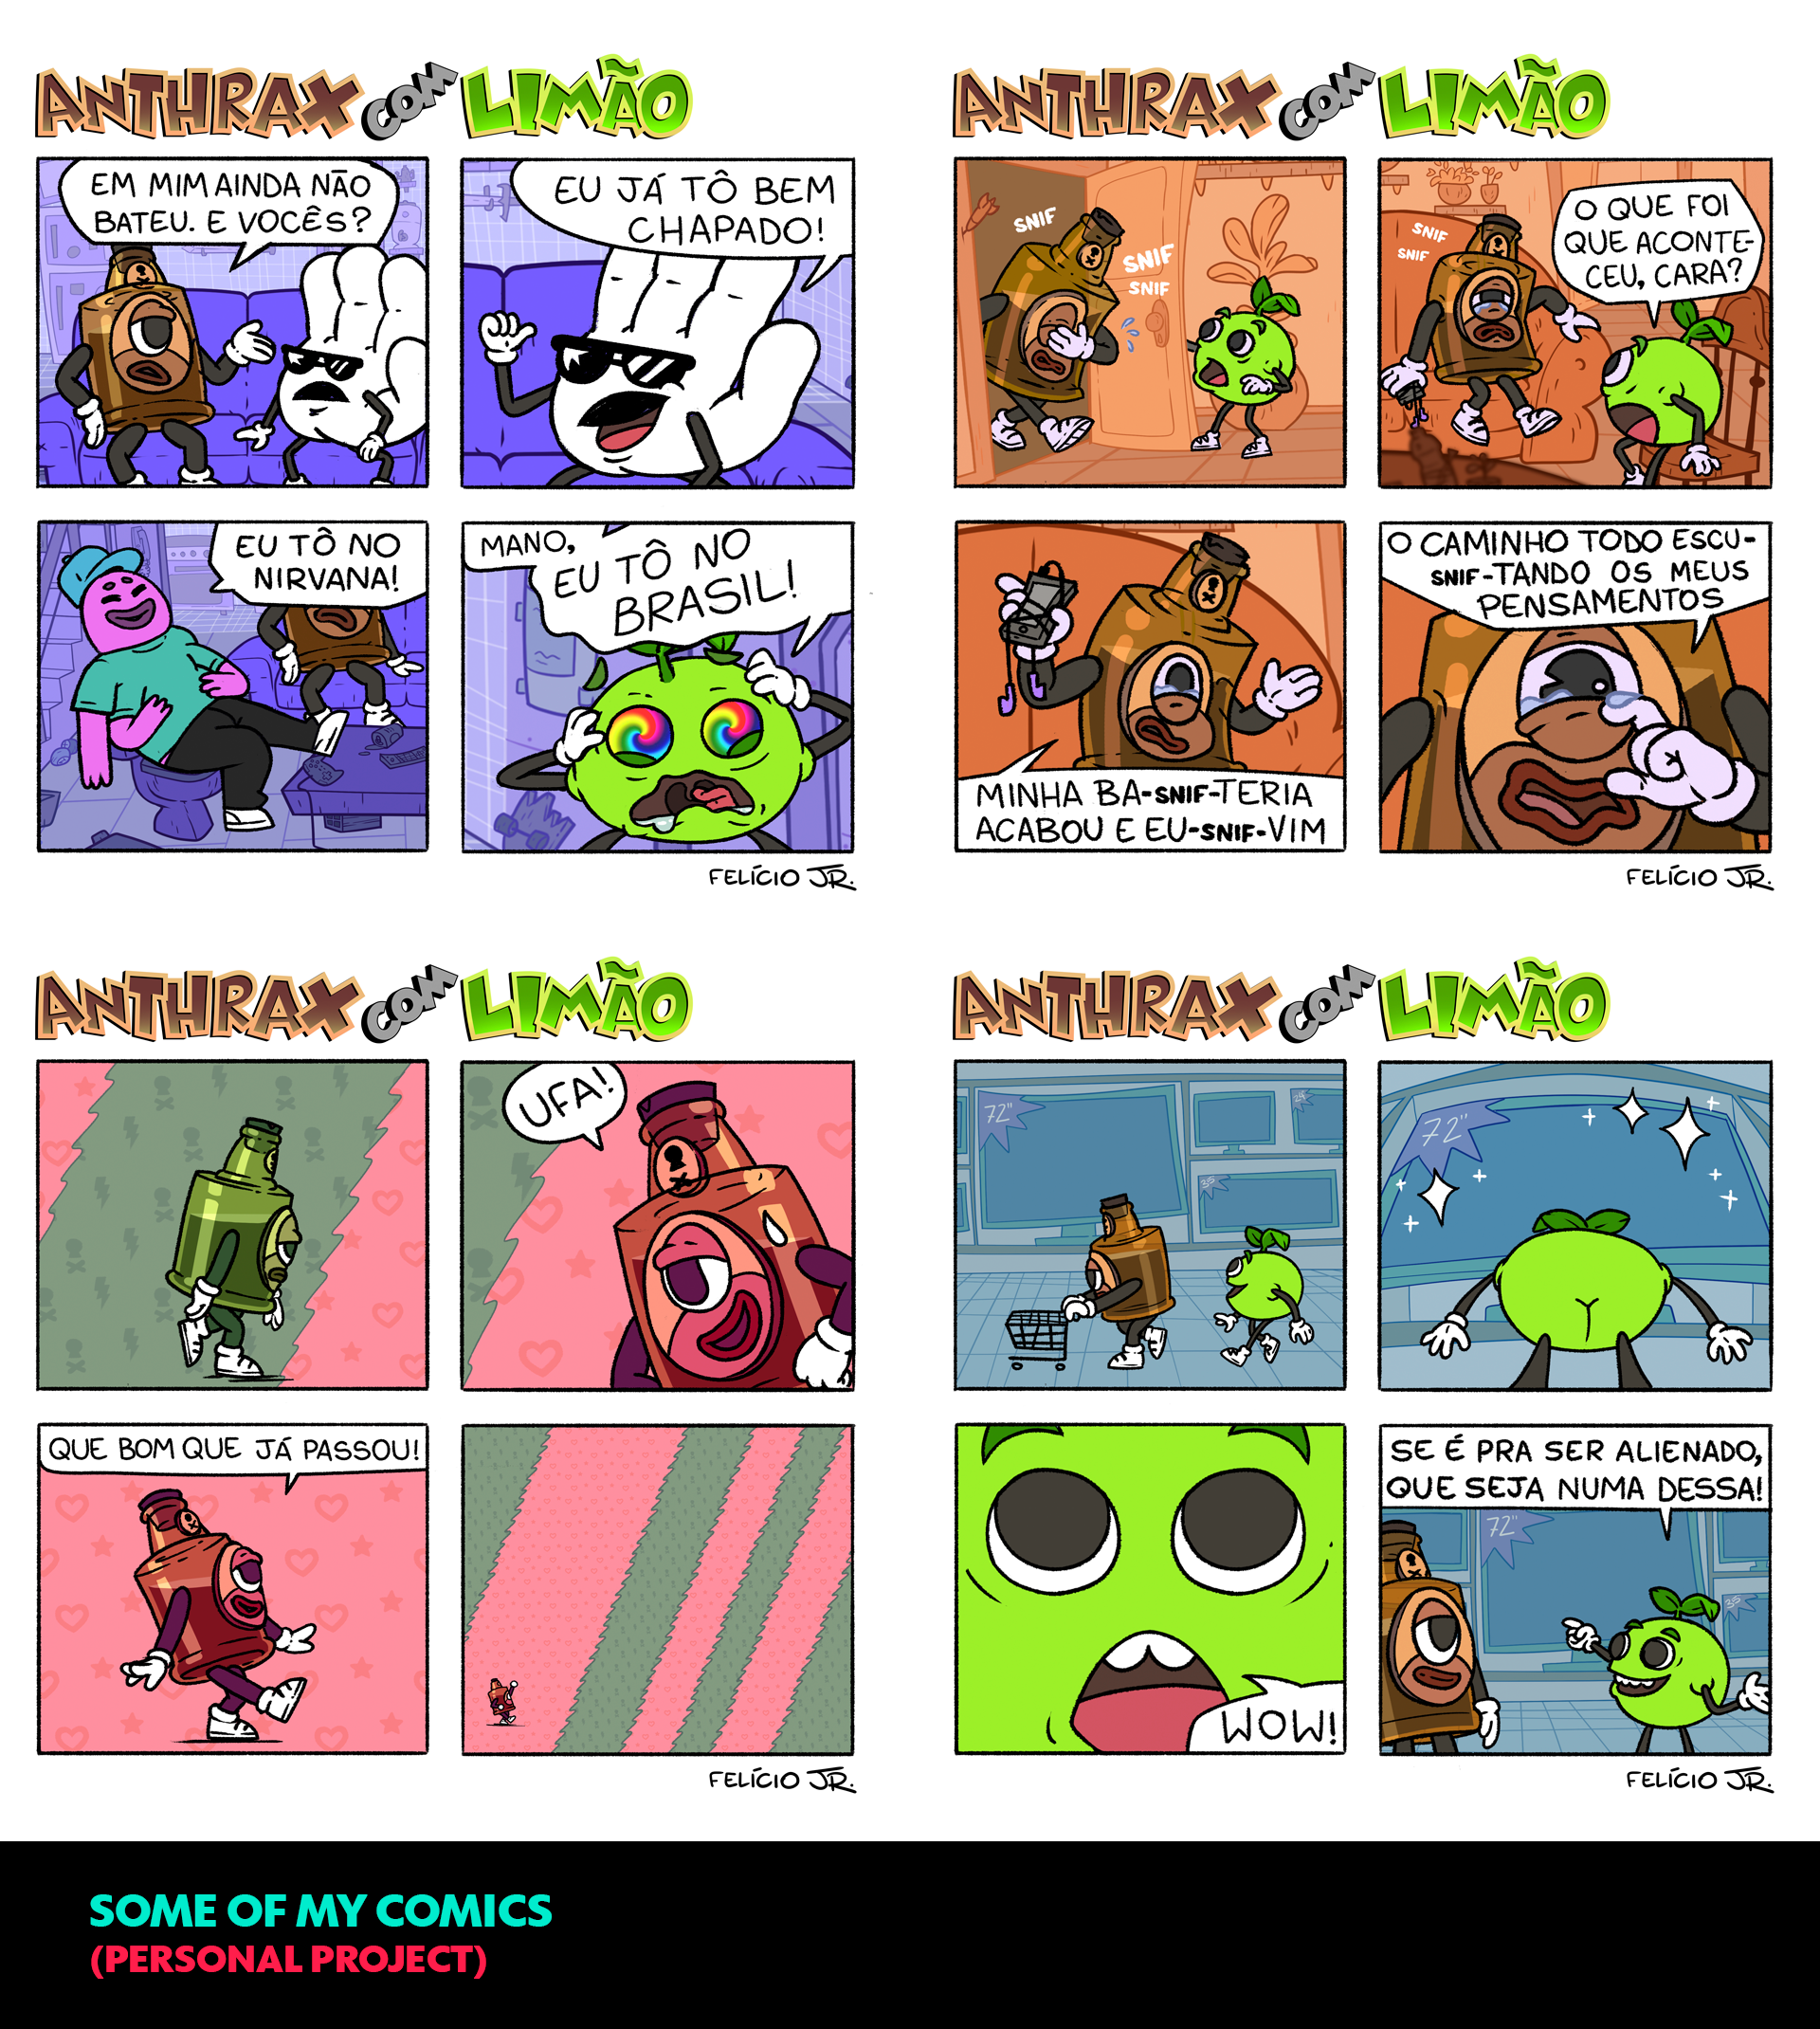 ANTHRAX COM LIMÃO
EM MIM AINDA NÃO
BATEU. E VOCÊS?
EU JÁ TÔ BEM
CHAPADO!
EU TÔ NO
NIRVANA!
MANO,
EU TÔ NO
BRASIL!
FELÍCIO JR.
ANTHRAX COM LIMÃO
SNIF
SNIF
SNIF
SNIF
SNIF
O QUE FOI
QUE ACONTE-
CEU, CARA?
MINHA BA-SNIF-TERIA
ACABOU E EU-SNIF-VIM
O CAMINHO TODO ESCU-
SNIF-TANDO OS MEUS
PENSAMENTOS
FELÍCIO JR.
ANTHRAX COM LIMÃO
UFA!
QUE BOM QUE JÁ PASSOU!
FELÍCIO JR.
ANTHRAX COM LIMÃO
72"
35"
72"
WOW!
SE É PRA SER ALIENADO,
QUE SEJA NUMA DESSA!
72"
35"
FELÍCIO JR.
SOME OF MY COMICS
(PERSONAL PROJECT)